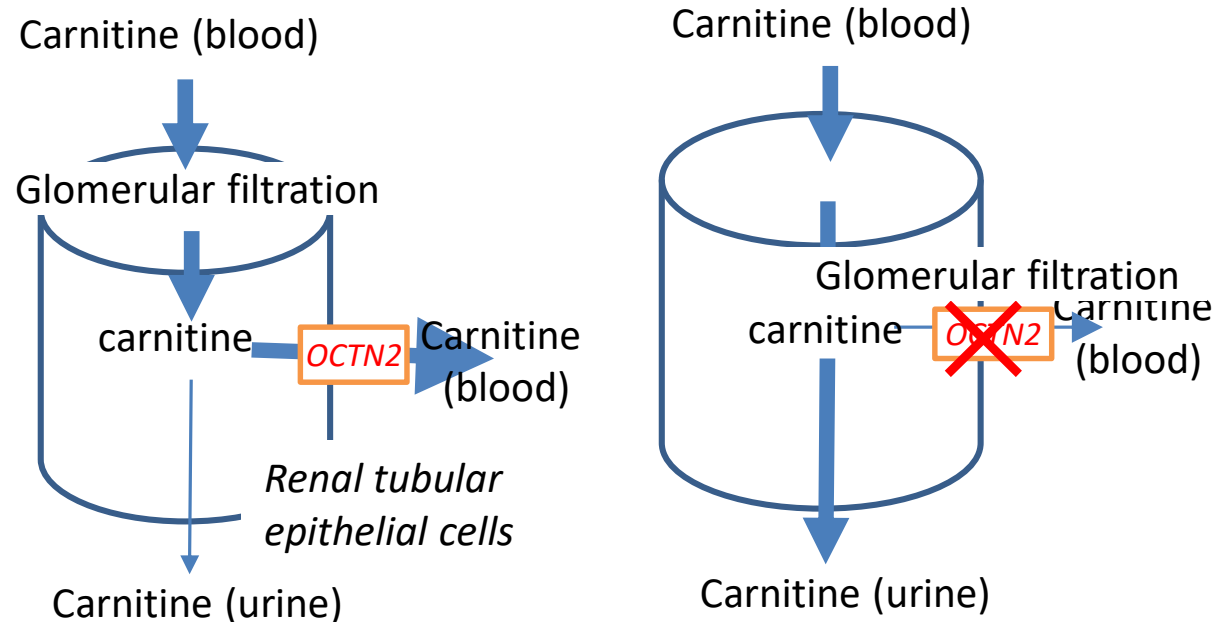 Carnitine (blood)
Glomerular filtration
carnitine
OCTN2
Carnitine
(blood)
Renal tubular
epithelial cells
Carnitine (urine)
Carnitine (blood)
Glomerular filtration
carnitine
OCTN2
Carnitine
(blood)
Carnitine (urine)